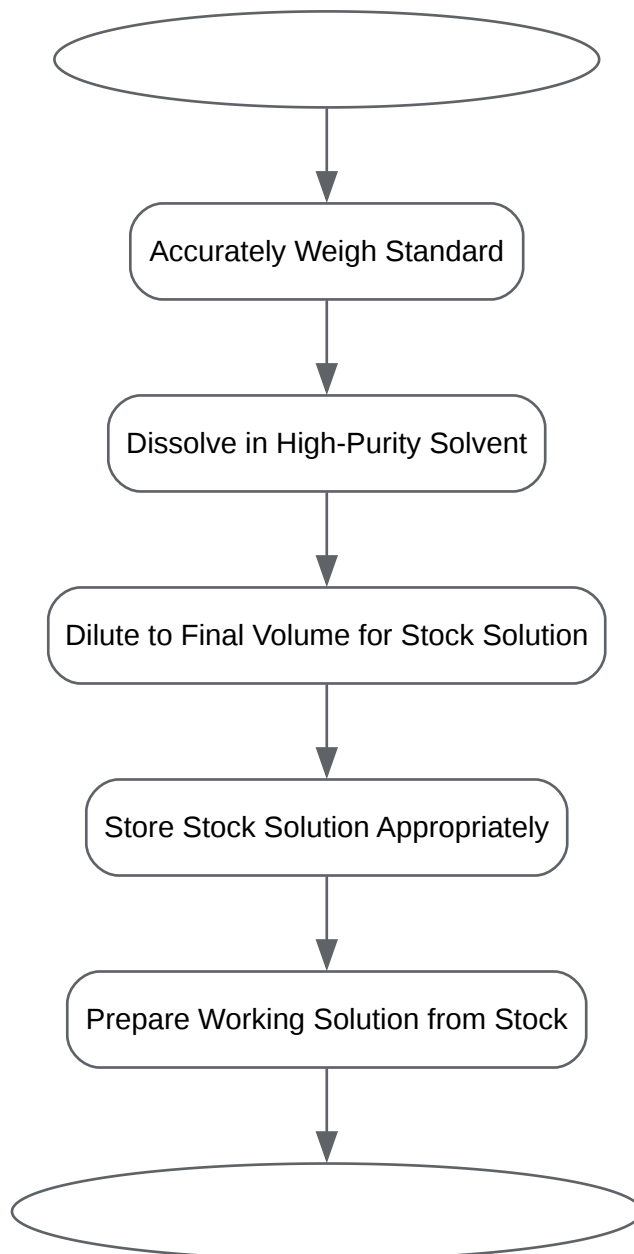 Accurately Weigh Standard
Dissolve in High-Purity Solvent
Dilute to Final Volume for Stock Solution
Store Stock Solution Appropriately
Prepare Working Solution from Stock